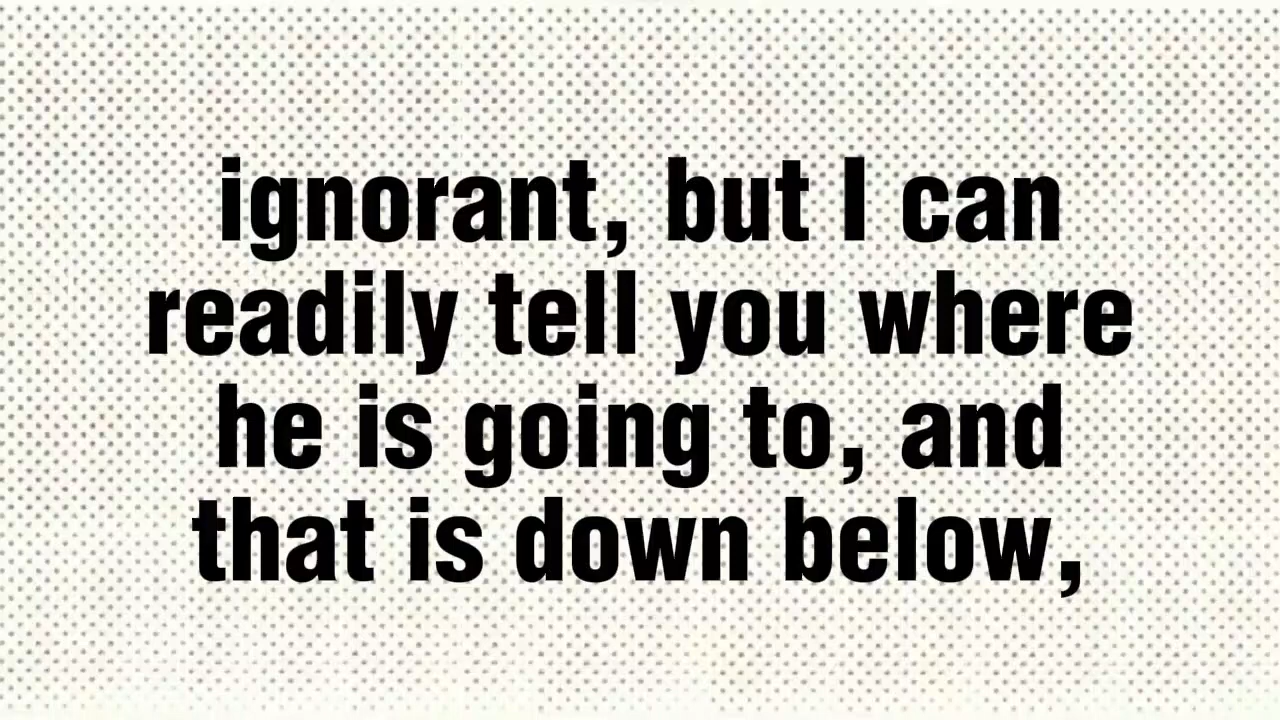 ignorant, but I can
readily tell you where
he is going to, and
that is down below,